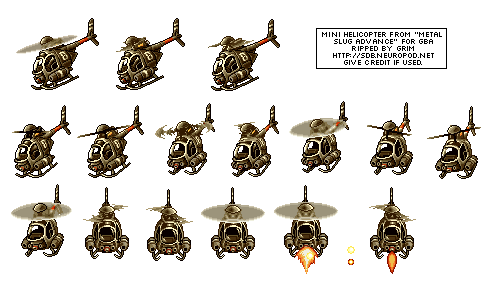 MINI HELICOPTER FROM "METAL
SLUG ADVANCE" FOR GBA
RIPPED BY GRIM
HTTP://SDB.NEUROPOD.NET
GIVE CREDIT IF USED.